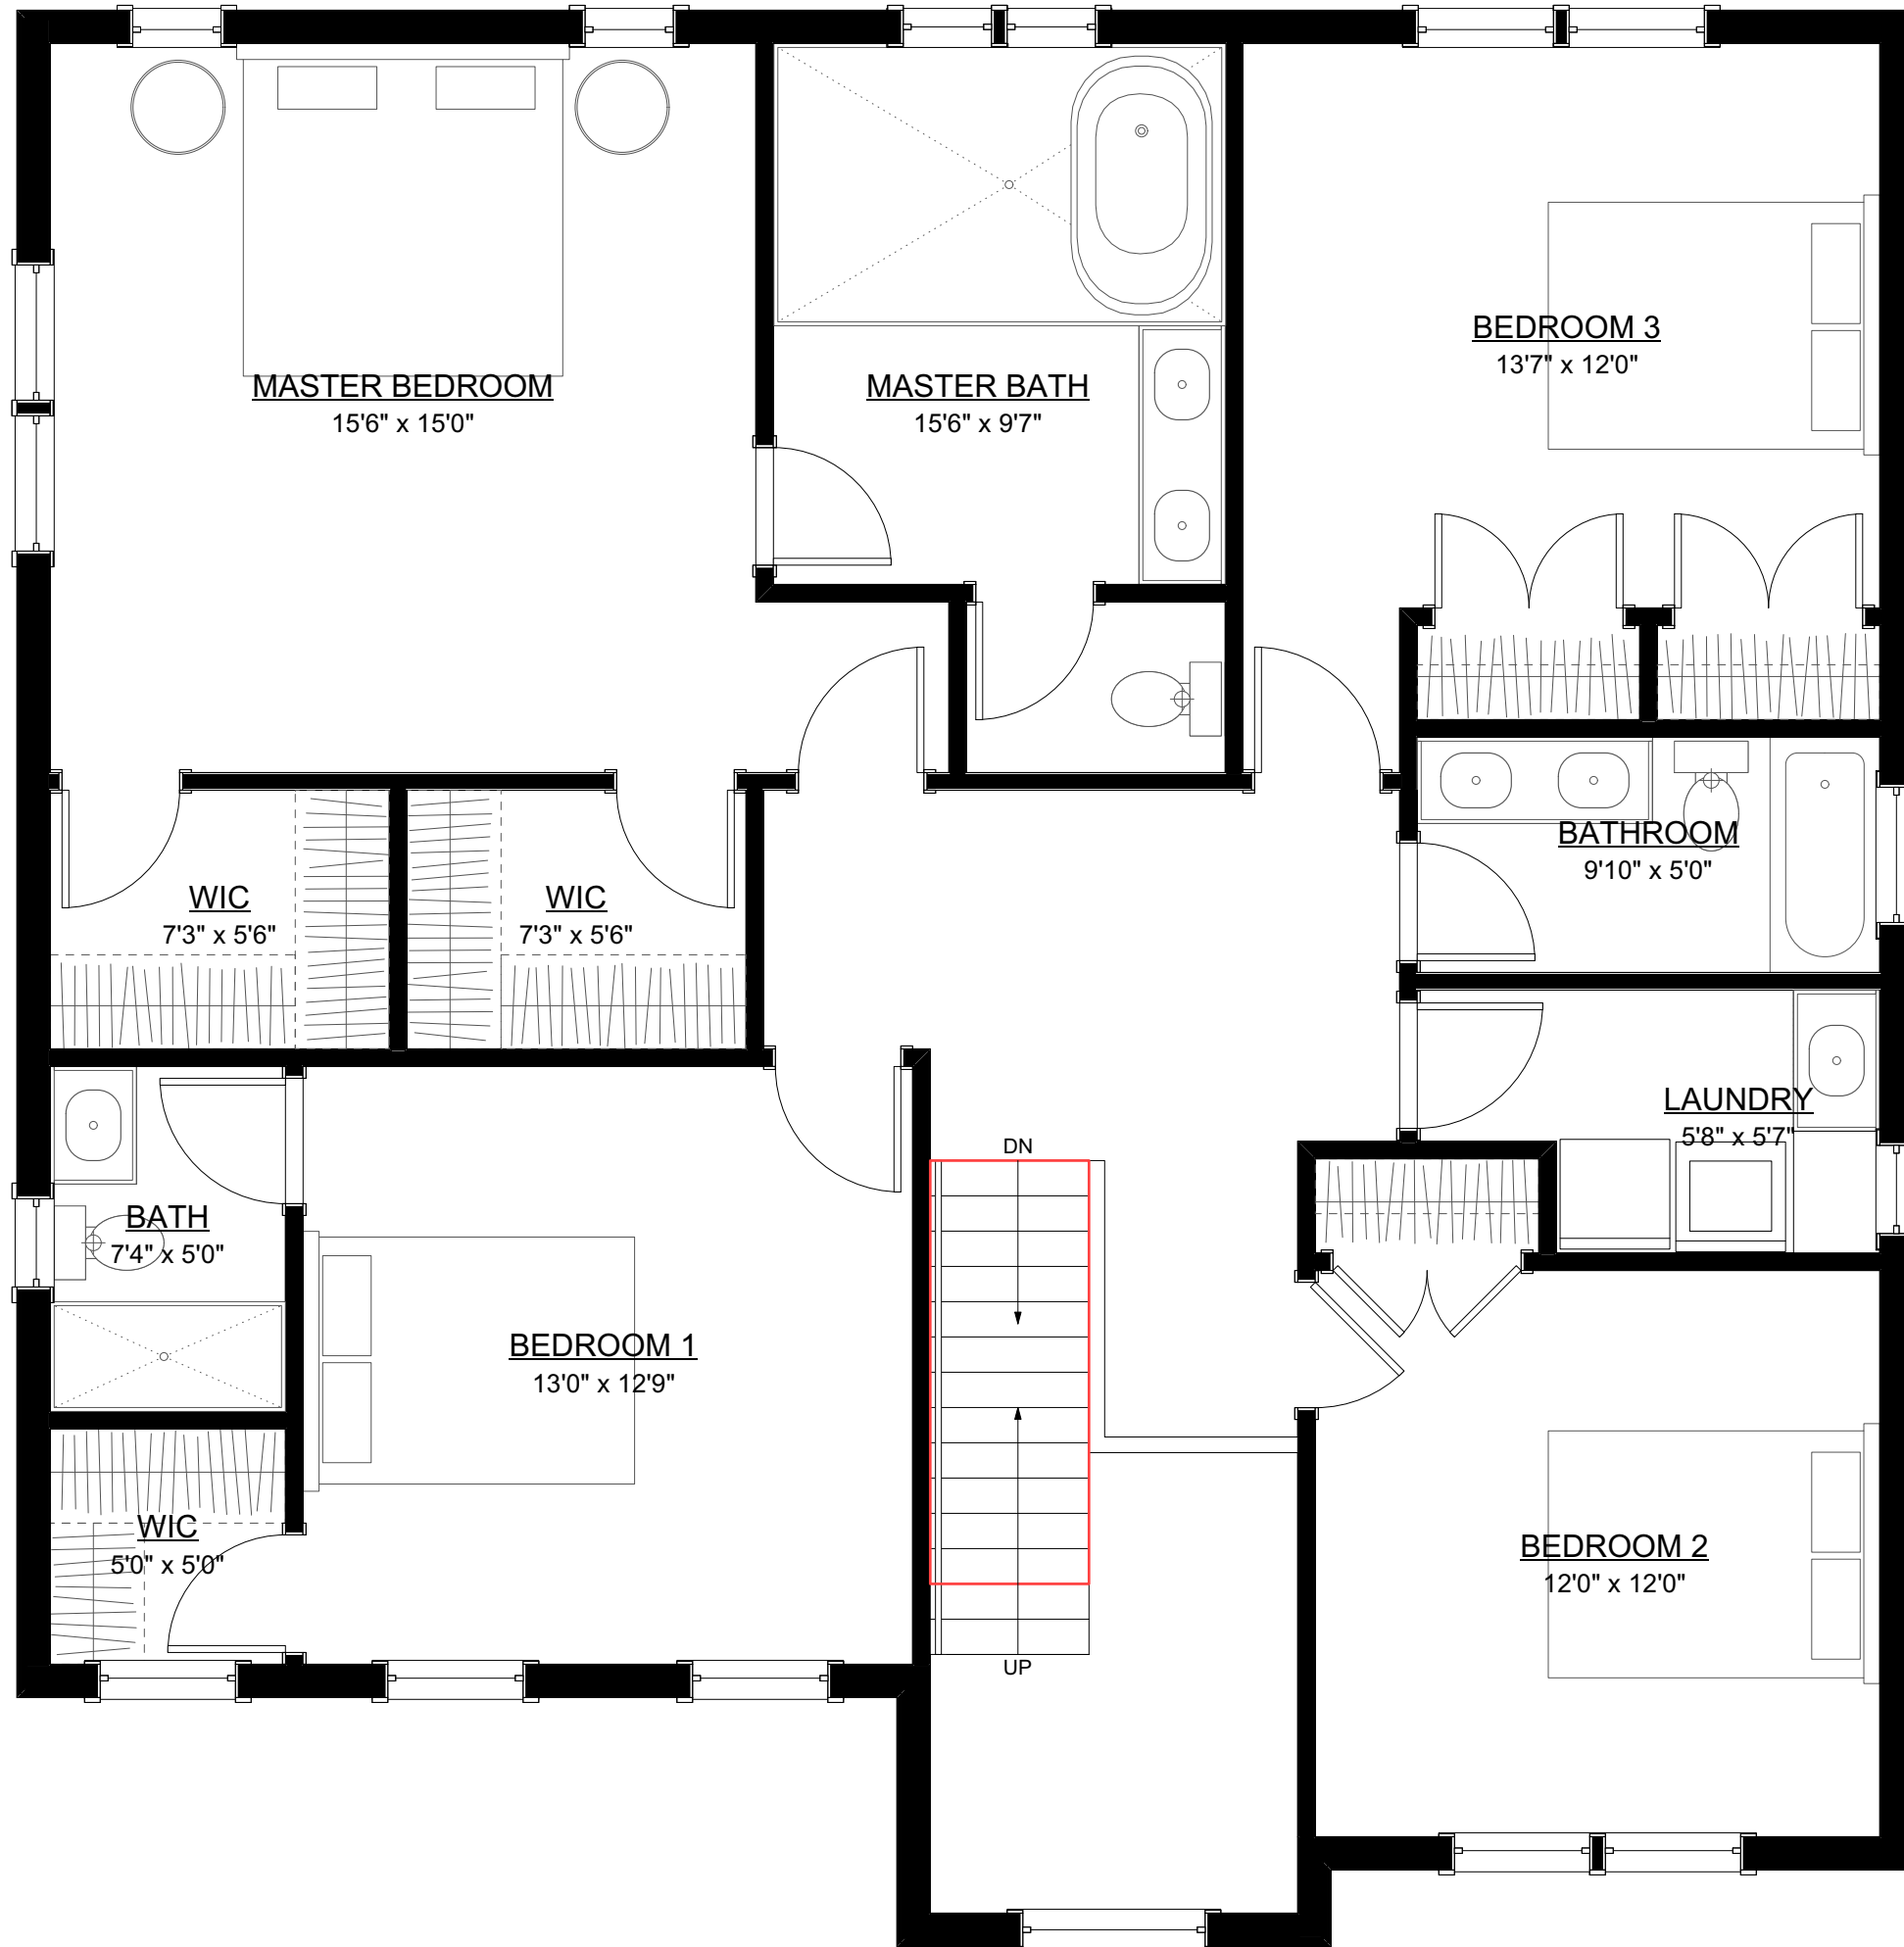 MASTER BEDROOM
15'6" x 15'0"
MASTER BATH
15'6" x 9'7"
BEDROOM 3
13'7" x 12'0"
WIC
7'3" x 5'6"
WIC
7'3" x 5'6"
BATHROOM
9'10" x 5'0"
LAUNDRY
5'8" x 5'7"
DN
BATH
7'4" x 5'0"
BEDROOM 1
13'0" x 12'9"
WIC
5'0" x 5'0"
BEDROOM 2
12'0" x 12'0"
UP